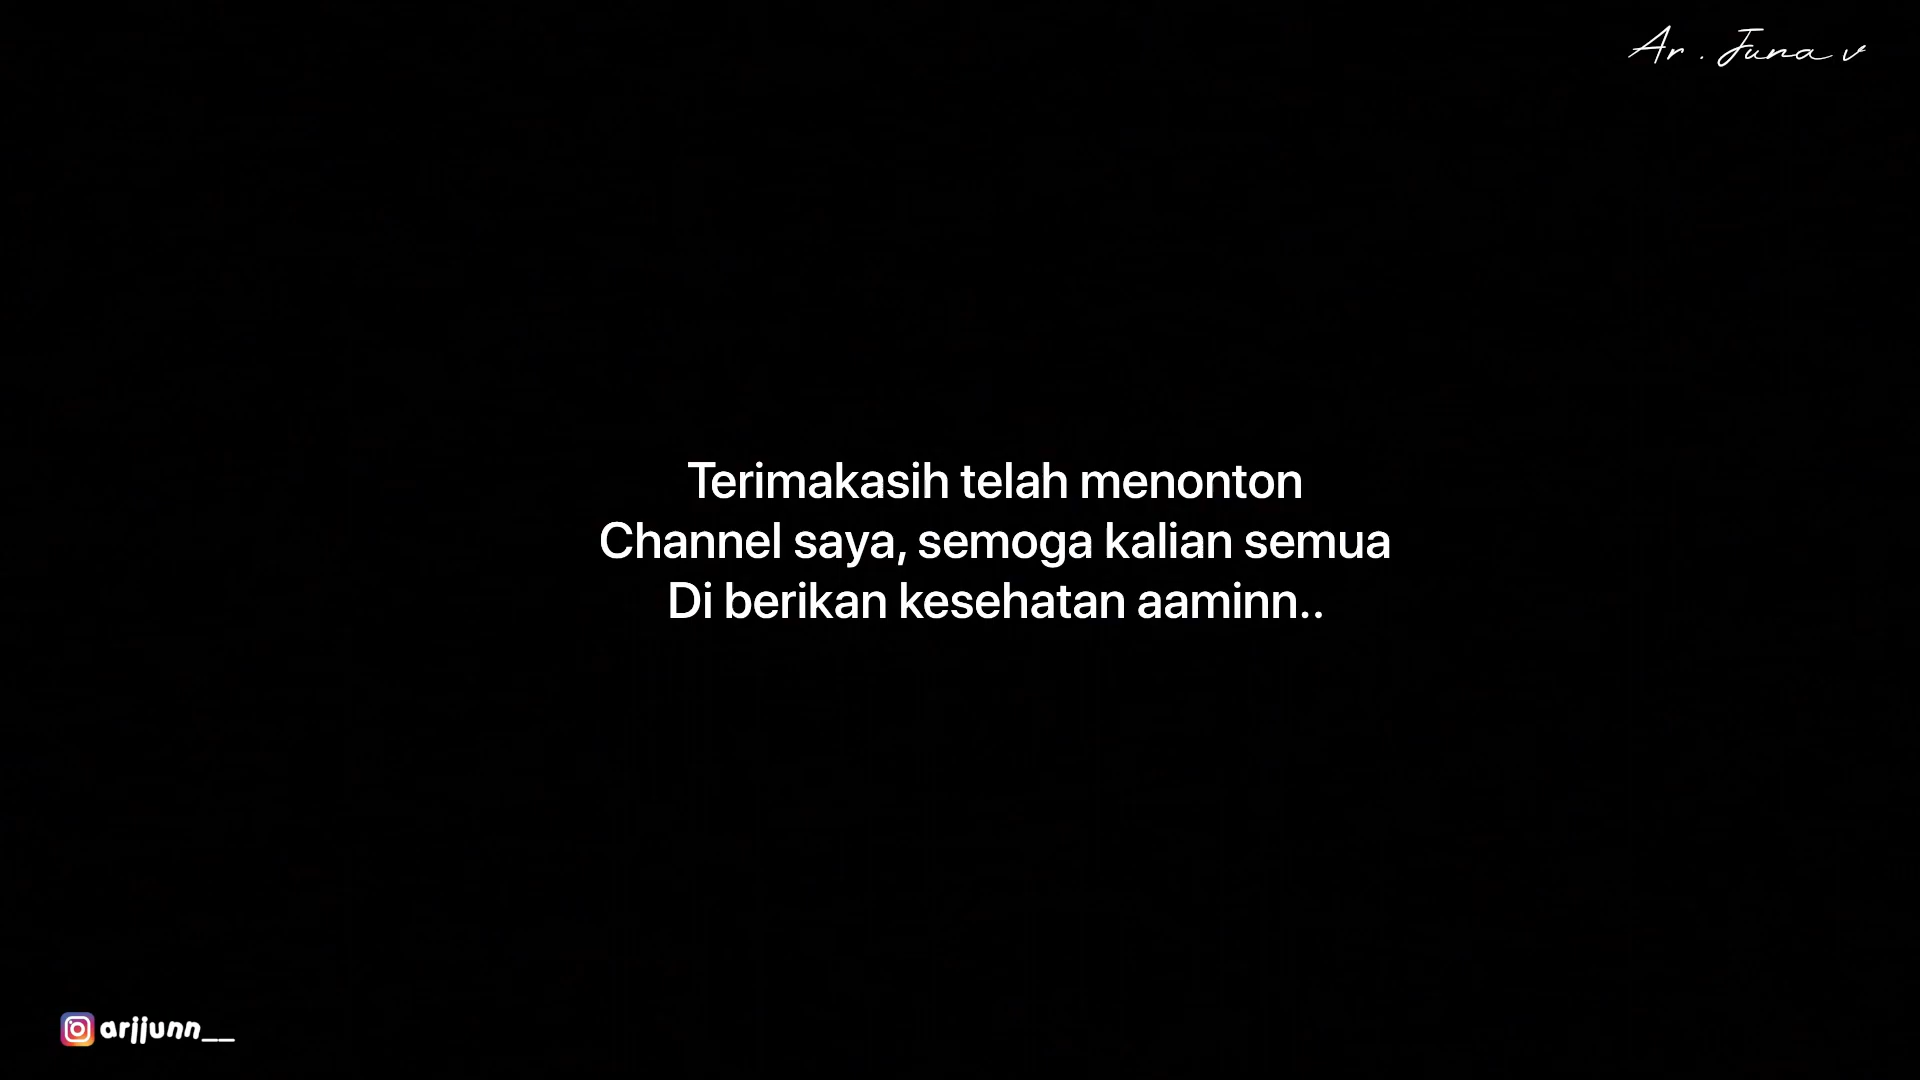 Ar. Juna v
Terimakasih telah menonton
Channel saya, semoga kalian semua
Di berikan kesehatan aaminn..
arjjunn__